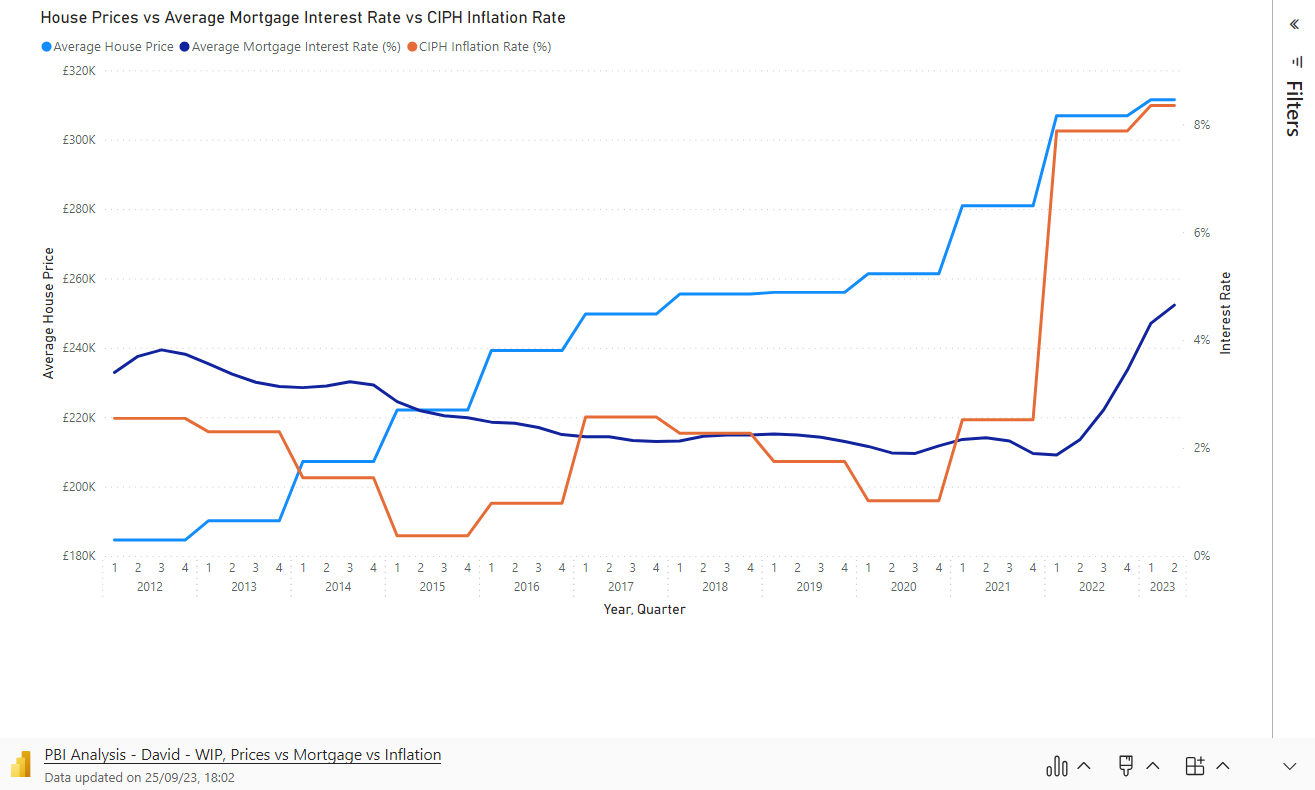 House Prices vs Average Mortgage Interest Rate vs CIPH Inflation Rate
Average House Price Average Mortgage Interest Rate (%) CIPH Inflation Rate (%)
£320K
£300K
£280K
£260K
£240K
£220K
£200K
£180K
Average House Price
8%
6%
4%
2%
0%
Interest Rate
1 2 3 4 1 2 3 4 1 2 3 4 1 2 3 4 1 2 3 4 1 2 3 4 1 2 3 4 1 2 3 4 1 2 3 4 1 2 3 4 1 2 3 4 1 2
2012 2013 2014 2015 2016 2017 2018 2019 2020 2021 2022 2023
Year, Quarter
Filters
PBI Analysis - David - WIP, Prices vs Mortgage vs Inflation
Data updated on 25/09/23, 18:02